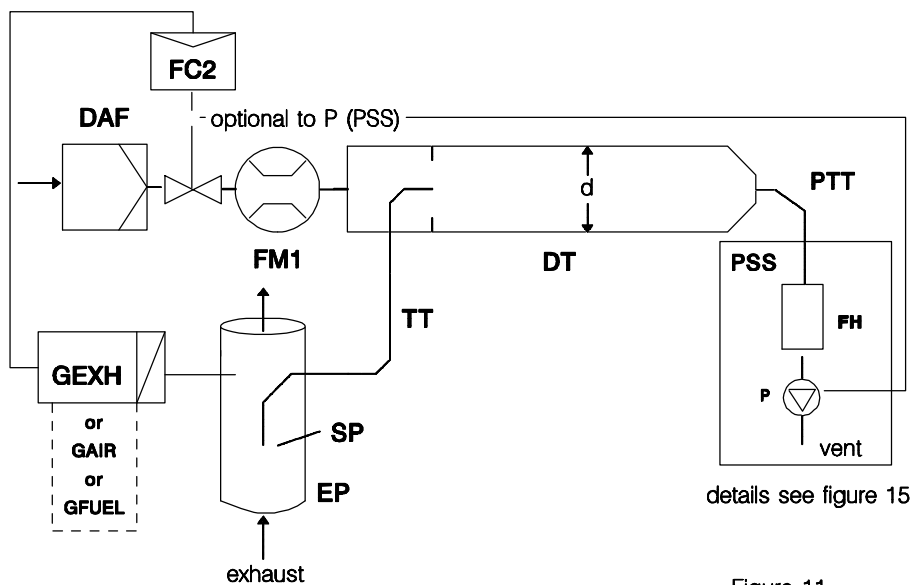 FC2
DAF
optional to P (PSS)
d
PTT
FM1
DT
PSS
TT
FH
GEXH
P
or
GAIR
or
GFUEL
SP
vent
EP
details see figure 15
exhaust
Figure 11